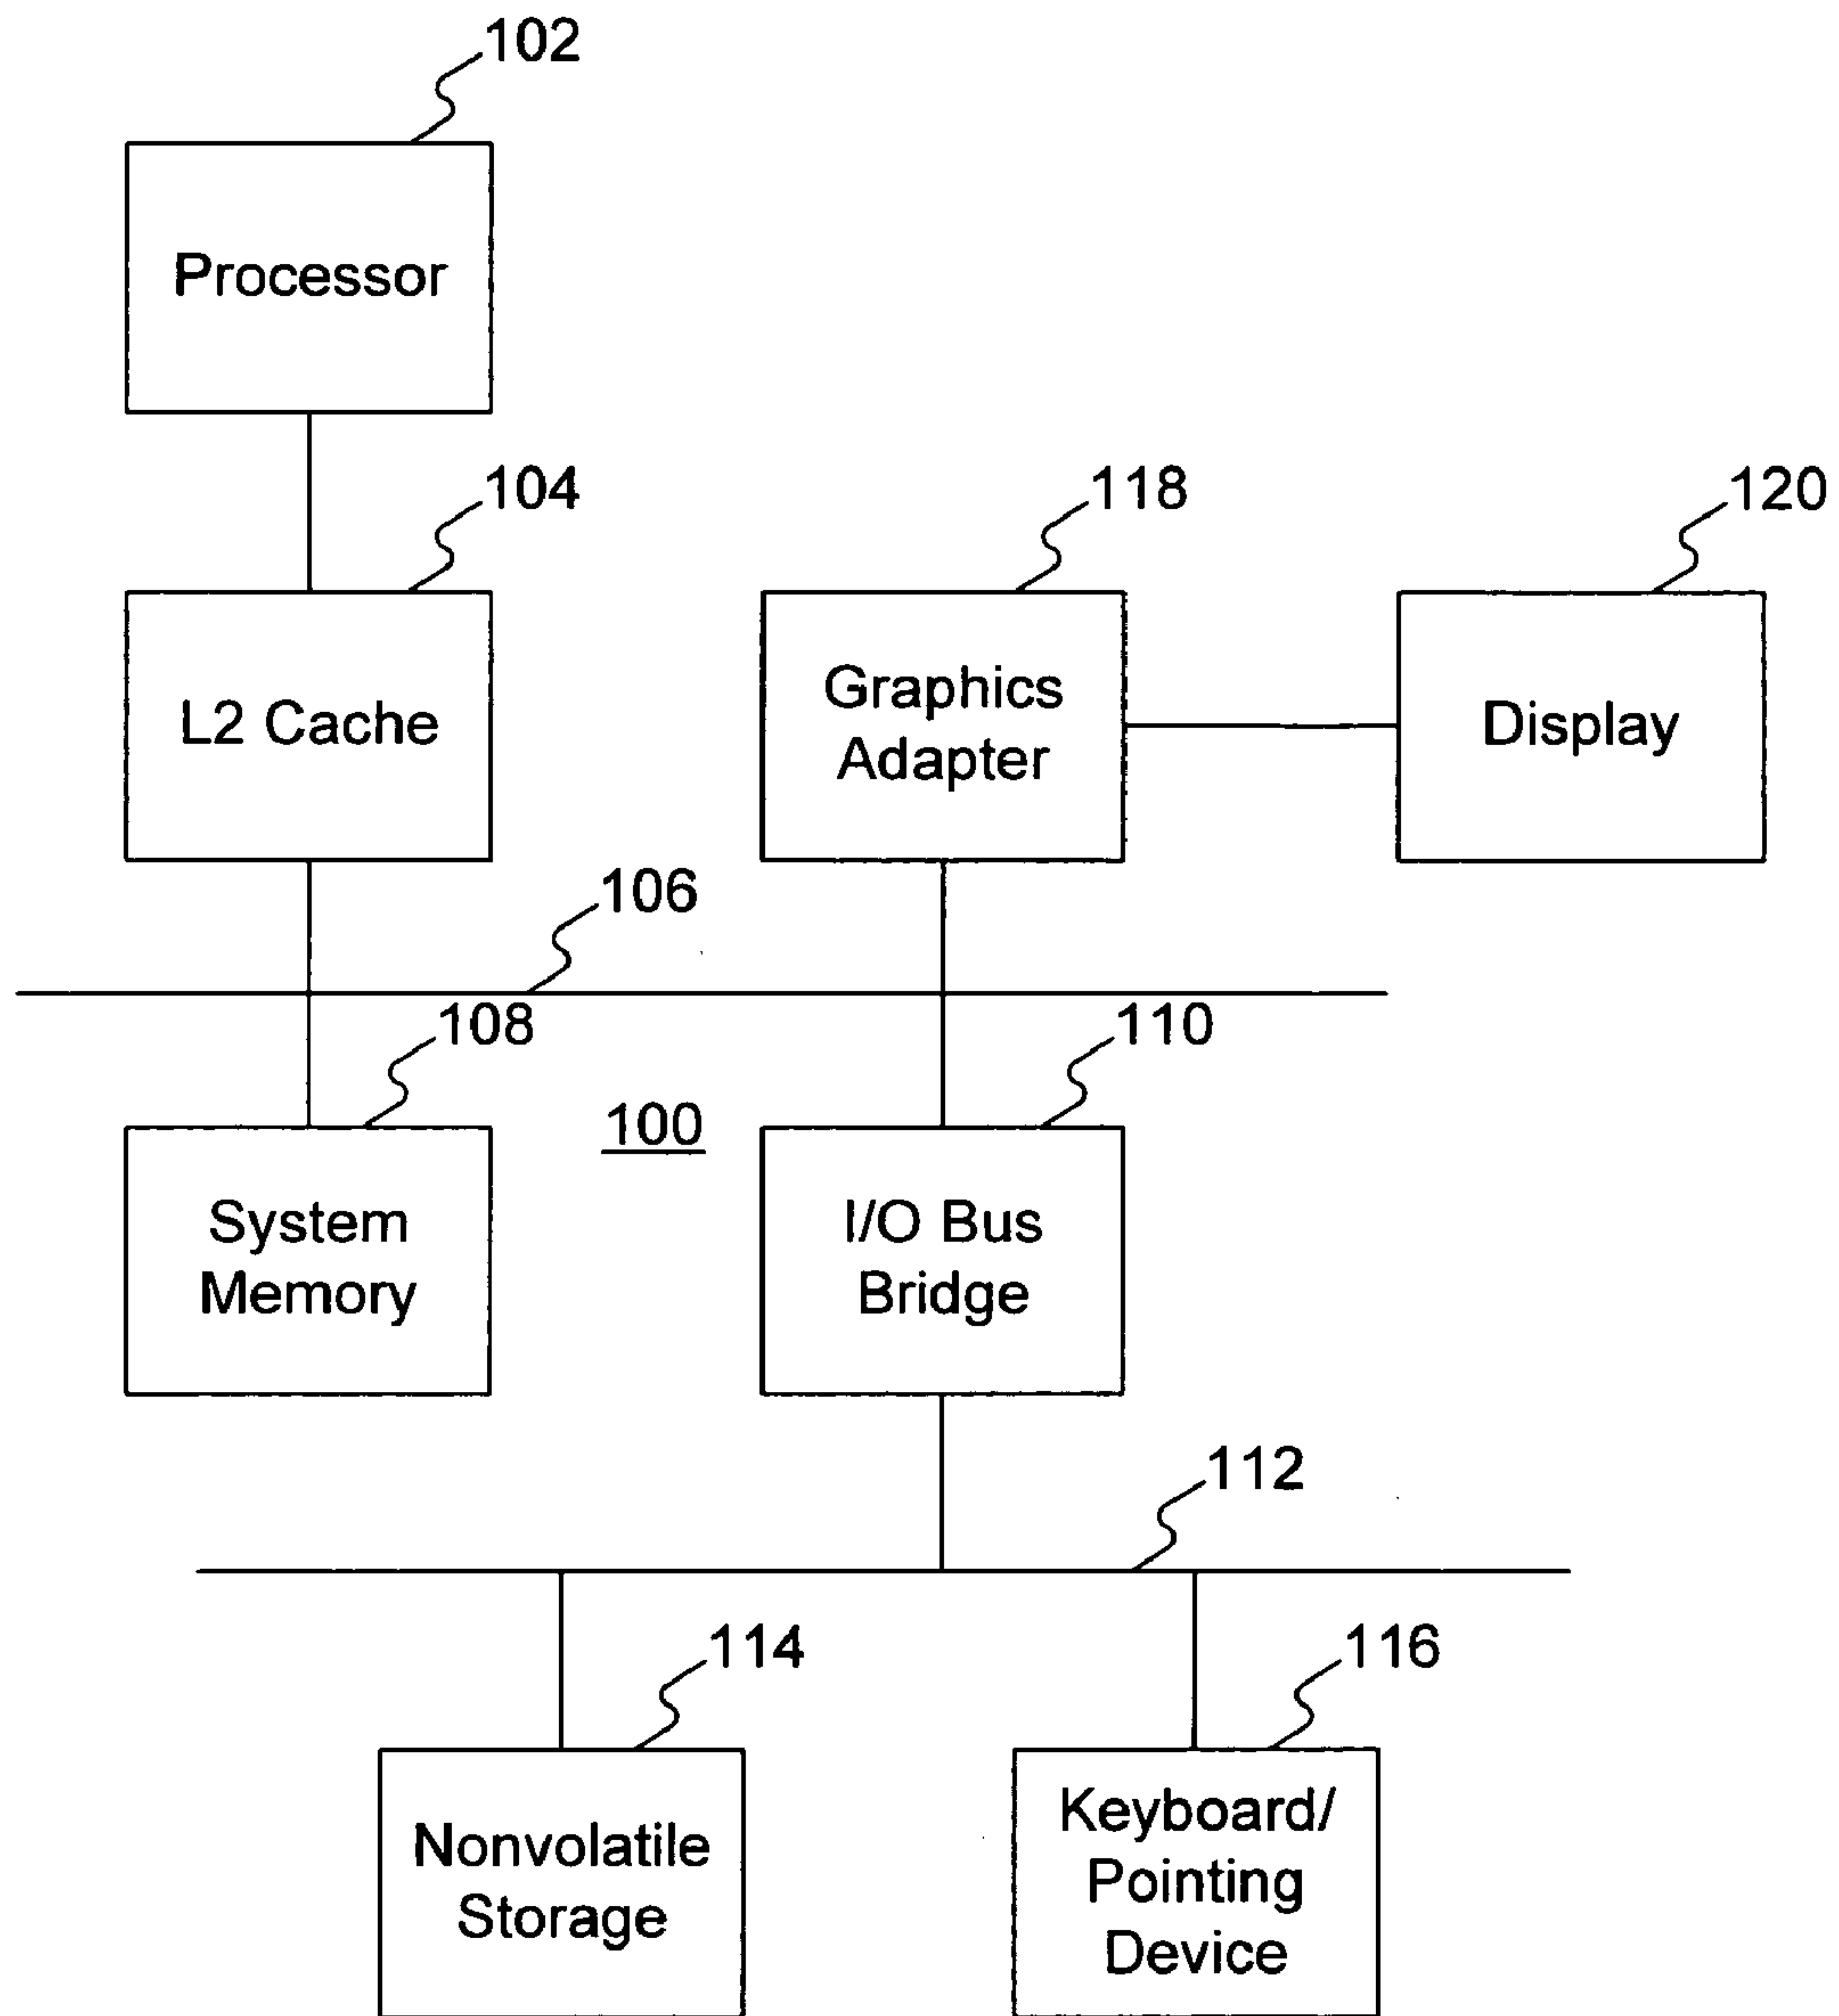 102
Processor
104
118
120
L2 Cache
Graphics
Adapter
Display
106
108
110
100
System
Memory
I/O Bus
Bridge
112
114
116
Nonvolatile
Storage
Keyboard/
Pointing
Device